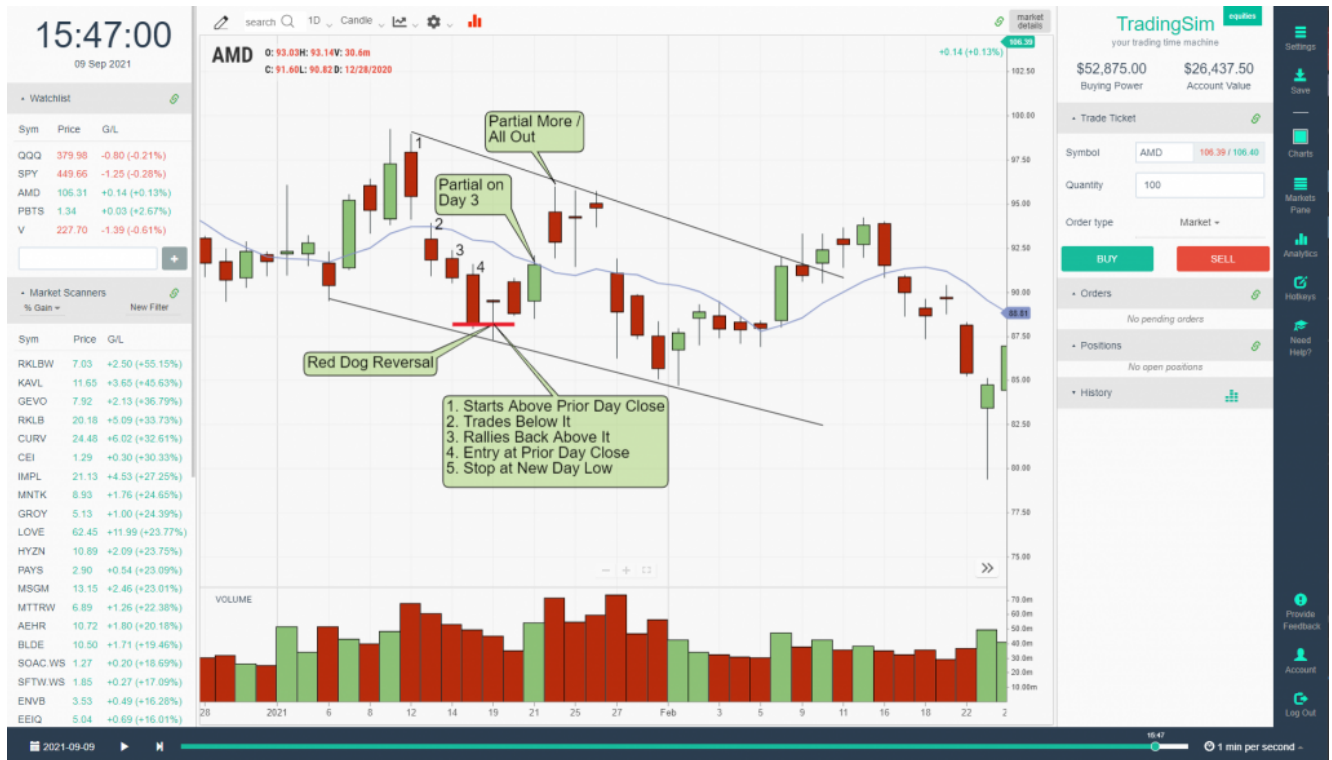 15:47:00
09 Sep 2021
Watchlist
Sym Price G/L
QQQ 379.98 -0.80 (-0.21%)
SPY 449.66 -1.25 (-0.28%)
AMD 106.31 +0.14 (+0.13%)
PBTS 1.34 +0.03 (+2.67%)
V 227.70 -1.39 (-0.61%)
+
Market Scanners
% Gain New Filter
Sym Price G/L
RKLBW 7.03 +2.50 (+55.15%)
KAVL 11.65 +3.65 (+45.63%)
GEVO 7.92 +2.13 (+36.79%)
RKLB 20.18 +5.09 (+33.73%)
CURV 24.48 +6.02 (+32.61%)
CEI 1.29 +0.30 (+30.33%)
IMPL 21.13 +4.53 (+27.25%)
MNTK 8.93 +1.76 (+24.65%)
GROY 5.13 +1.00 (+24.39%)
LOVE 62.45 +11.99 (+23.77%)
HYZN 10.89 +2.09 (+23.75%)
PAYS 2.90 +0.54 (+23.09%)
MSGM 13.15 +2.46 (+23.01%)
MTTRW 6.89 +1.26 (+22.38%)
AEHR 10.72 +1.80 (+20.18%)
BLDE 10.50 +1.71 (+19.46%)
SOAC.WS 1.27 +0.20 (+18.69%)
SFTW.WS 1.85 +0.27 (+17.09%)
ENVB 3.53 +0.49 (+16.28%)
EEIQ 5.04 +0.69 (+16.01%)
search 1D Candle
market details
AMD O: 93.03H: 93.14V: 30.6m
C: 91.60L: 90.82 D: 12/28/2020
+0.14 (+0.13%)
106.39
102.50
100.00
97.50
95.00
92.50
90.00
88.81
87.50
85.00
82.50
80.00
77.50
75.00
Partial More /
All Out
1
Partial on
Day 3
2
3
4
Red Dog Reversal
1. Starts Above Prior Day Close
2. Trades Below It
3. Rallies Back Above It
4. Entry at Prior Day Close
5. Stop at New Day Low
VOLUME
70.0m
60.0m
50.0m
40.0m
30.0m
20.0m
10.00m
28 2021 6 8 12 14 19 21 25 27 Feb 3 5 9 11 16 18 22 2
TradingSim equities
your trading time machine
$52,875.00 $26,437.50
Buying Power Account Value
Trade Ticket
Symbol AMD 106.39 / 106.40
Quantity 100
Order type Market
BUY SELL
Orders
No pending orders
Positions
No open positions
History
Settings
Save
Charts
Markets
Pane
Analytics
Hotkeys
Need
Help?
Provide
Feedback
Account
Log Out
2021-09-09
15:47
1 min per second